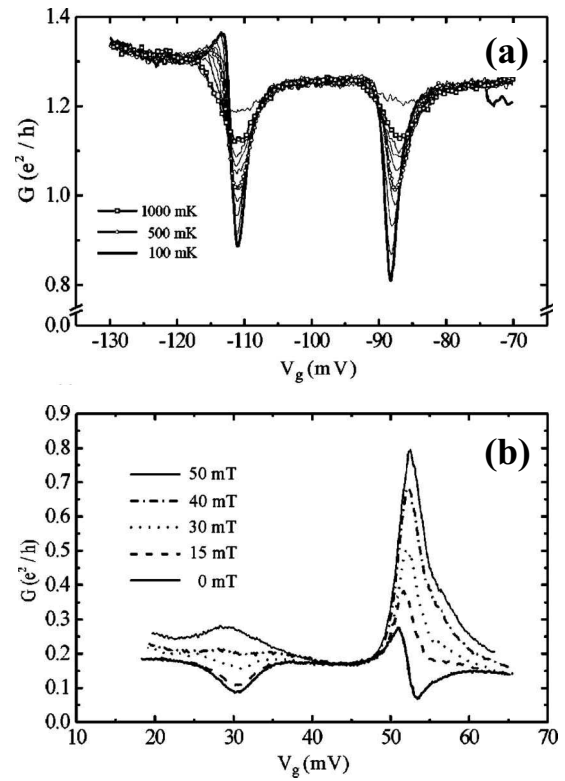 (a)
1.4
1.2
1.0
0.8
0.0
G (e²/h)
1000 mK
500 mK
100 mK
-130 -120 -110 -100 -90 -80 -70
V_g (mV)
(b)
0.9
0.8
0.7
0.6
0.5
0.4
0.3
0.2
0.1
0.0
G (e²/h)
50 mT
40 mT
30 mT
15 mT
0 mT
10 20 30 40 50 60 70
V_g (mV)